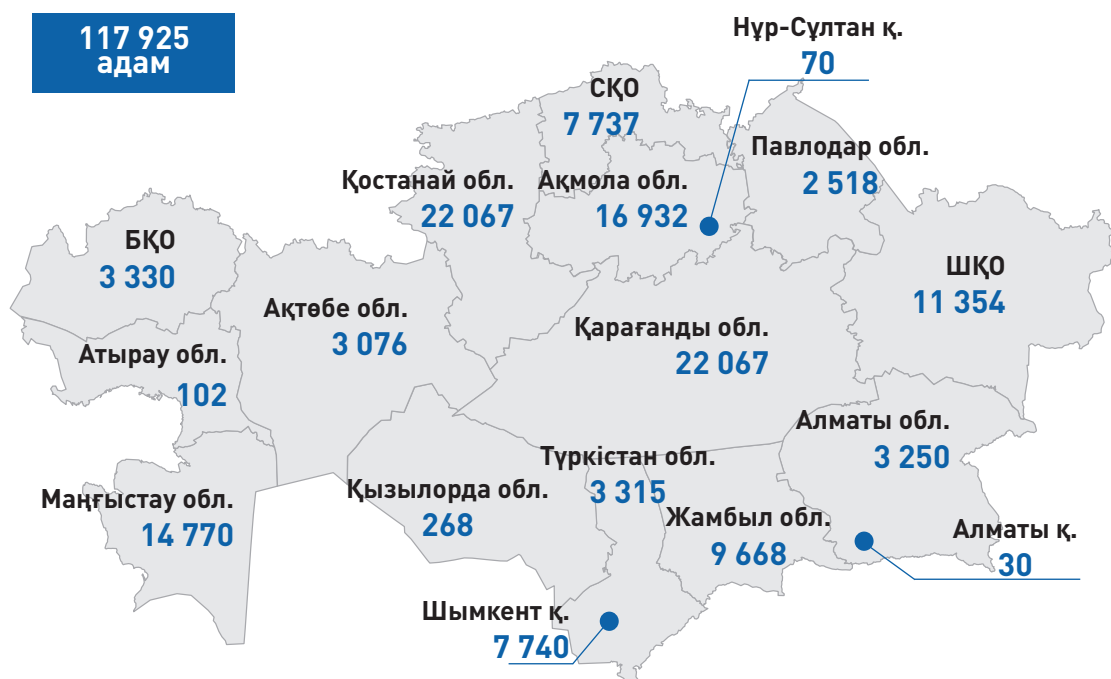 117 925
адам
Нұр-Сұлтан қ.
70
СҚО
7 737
Павлодар обл.
2 518
Қостанай обл.
22 067
Ақмола обл.
16 932
БҚО
3 330
ШҚО
11 354
Ақтөбе обл.
3 076
Қарағанды обл.
22 067
Атырау обл.
102
Алматы обл.
3 250
Түркістан обл.
3 315
Маңғыстау обл.
14 770
Қызылорда обл.
268
Жамбыл обл.
9 668
Алматы қ.
30
Шымкент қ.
7 740